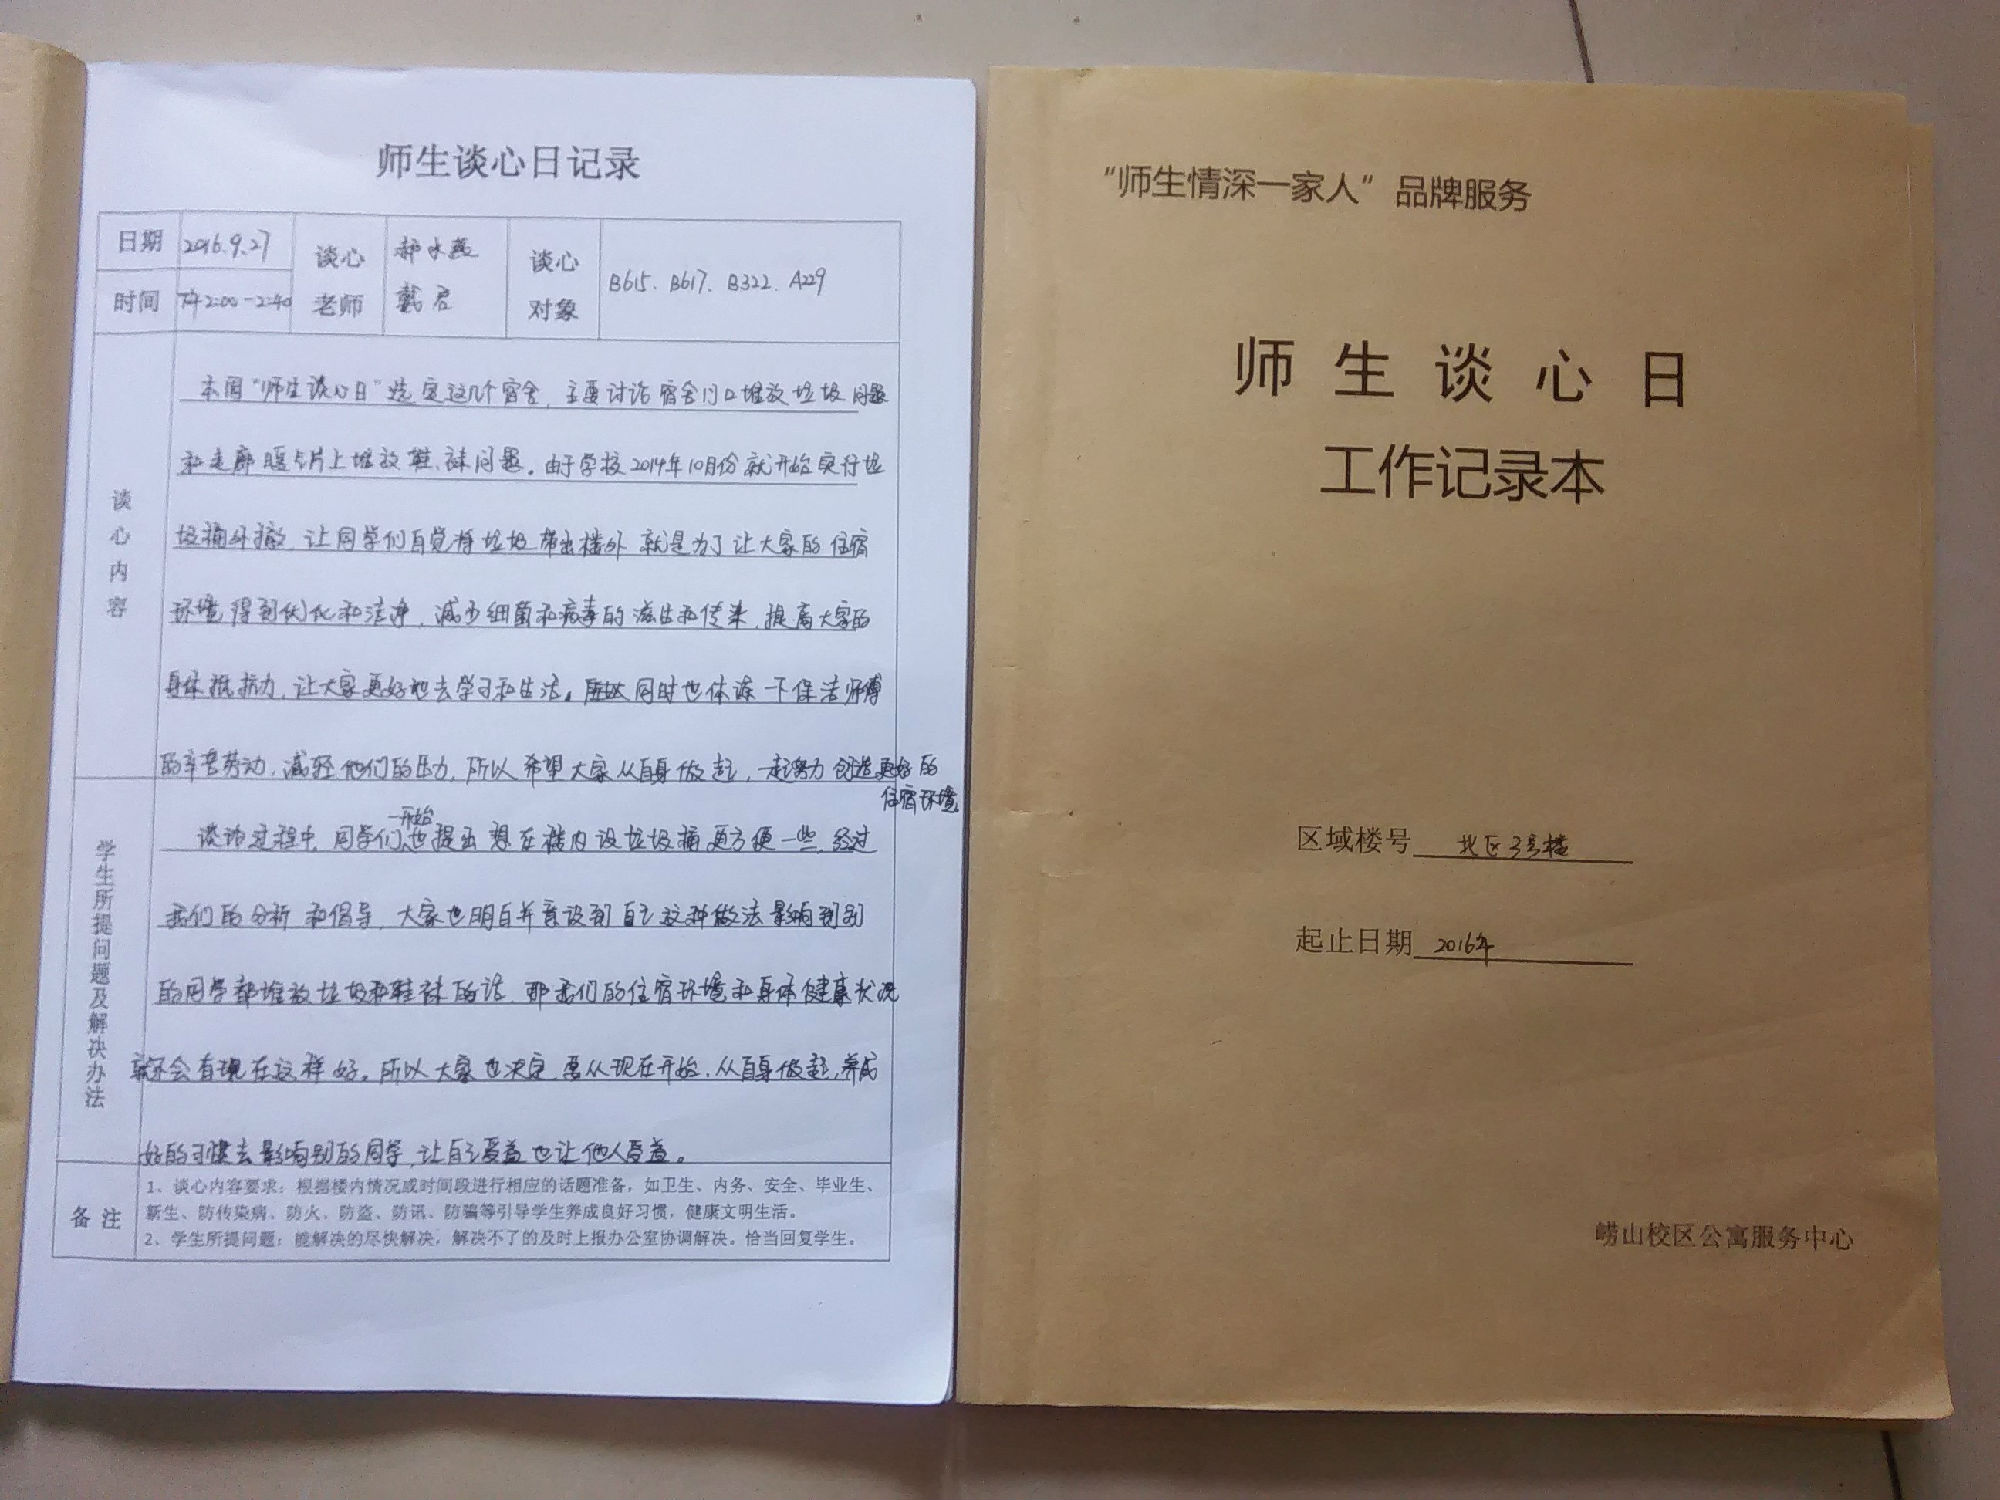 师生谈心日记录
日期 2016.9.27 谈心老师 郝水燕 戴君 谈心对象 B615、B617、B322、A229
时间 下午2:00-2:40
谈心内容
本周“师生谈心日”选定这几个宿舍，主要讨论宿舍门口堆放垃圾问题
和走廊暖气片上堆放鞋、袜问题。由于学校2014年10月份就开始实行垃
圾桶外撤，让同学们自觉将垃圾带出楼外 就是为了让大家的住宿
环境得到优化和洁净，减少细菌和病毒的滋生和传染，提高大家的
身体抵抗力，让大家更好地去学习和生活。同时也体谅一下保洁师傅
的辛苦劳动，减轻他们的压力，所以希望大家从自身做起，一起努力创造更好的
住宿环境。
学生所提问题及解决办法
谈话过程中，同学们一开始也提出想在楼内设垃圾桶更方便一些，经过
我们的分析和倡导，大家也明白并意识到自己这种做法影响到别
的同学都堆放垃圾和鞋袜的话，那我们的住宿环境和身体健康状况
就不会有现在这样好。所以大家也决定，要从现在开始，从自身做起，养成
好的习惯去影响别的同学，让自己受益也让他人受益。
备注
1、谈心内容要求：根据楼内情况或时间段进行相应的话题准备，如卫生、内务、安全、毕业生、
新生、防传染病、防火、防盗、防讯、防骗等引导学生养成良好习惯，健康文明生活。
2、学生所提问题：能解决的尽快解决，解决不了的及时上报办公室协调解决。恰当回复学生。
“师生情深一家人”品牌服务
师生谈心日
工作记录本
区域楼号 北区3号楼
起止日期 2016年
崂山校区公寓服务中心